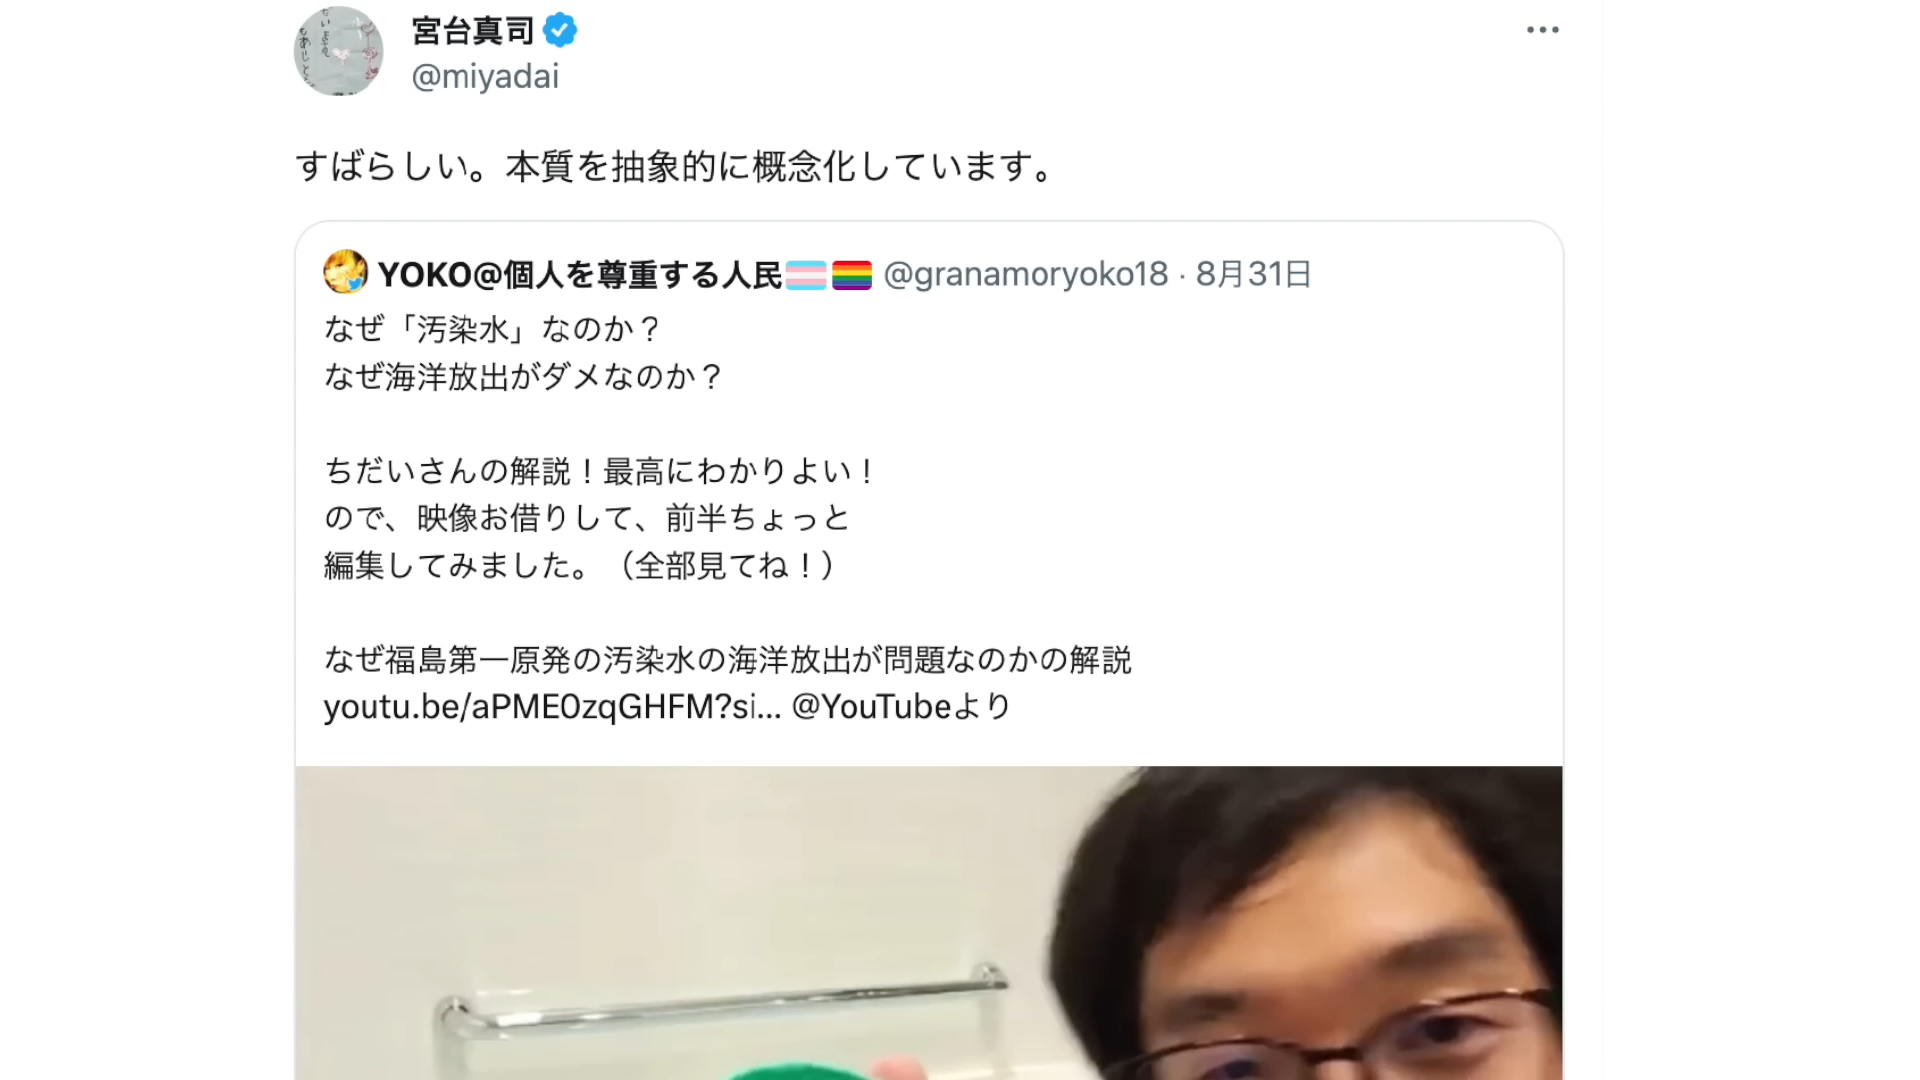 宮台真司
@miyadai
すばらしい。本質を抽象的に概念化しています。
YOKO@個人を尊重する人民 @granamoryoko18 · 8月31日
なぜ「汚染水」なのか？
なぜ海洋放出がダメなのか？
ちだいさんの解説！最高にわかりよい！
ので、映像お借りして、前半ちょっと
編集してみました。（全部見てね！）
なぜ福島第一原発の汚染水の海洋放出が問題なのかの解説
youtu.be/aPME0zqGHFM?si... @YouTubeより